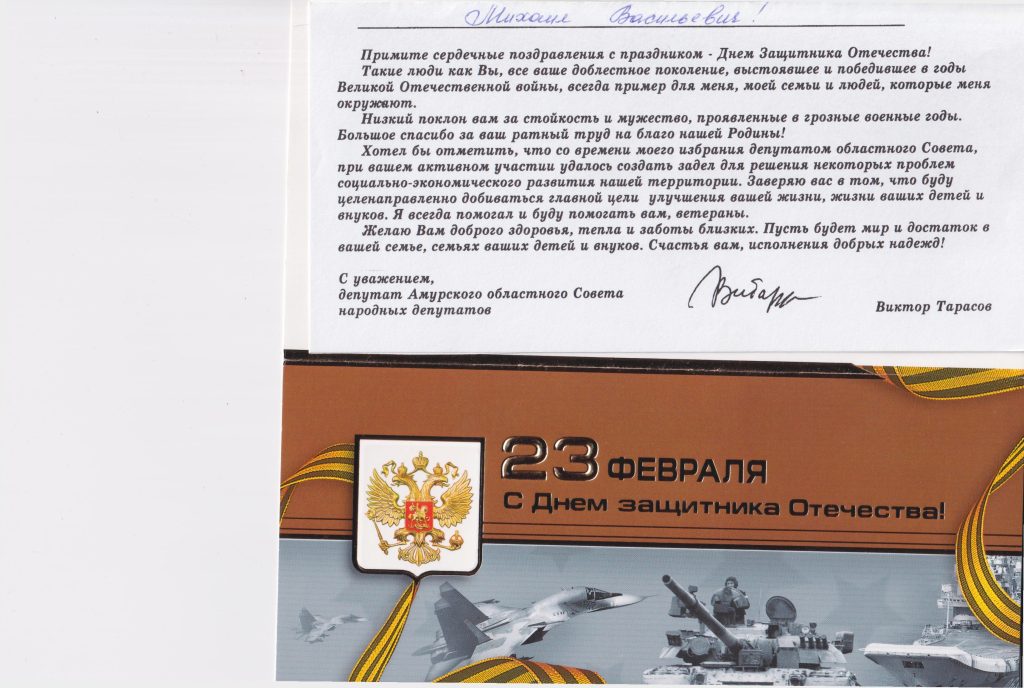 Михаил Васильевич!
Примите сердечные поздравления с праздником - Днем Защитника Отечества!
Такие люди как Вы, все ваше доблестное поколение, выстоявшее и победившее в годы
Великой Отечественной войны, всегда пример для меня, моей семьи и людей, которые меня
окружают.
Низкий поклон вам за стойкость и мужество, проявленные в грозные военные годы.
Большое спасибо за ваш ратный труд на благо нашей Родины!
Хотел бы отметить, что со времени моего избрания депутатом областного Совета,
при вашем активном участии удалось создать задел для решения некоторых проблем
социально-экономического развития нашей территории. Заверяю вас в том, что буду
целенаправленно добиваться главной цели улучшения вашей жизни, жизни ваших детей и
внуков. Я всегда помогал и буду помогать вам, ветераны.
Желаю Вам доброго здоровья, тепла и заботы близких. Пусть будет мир и достаток в
вашей семье, семьях ваших детей и внуков. Счастья вам, исполнения добрых надежд!
С уважением,
депутат Амурского областного Совета
народных депутатов
Виктор Тарасов
23 ФЕВРАЛЯ
С Днем защитника Отечества!